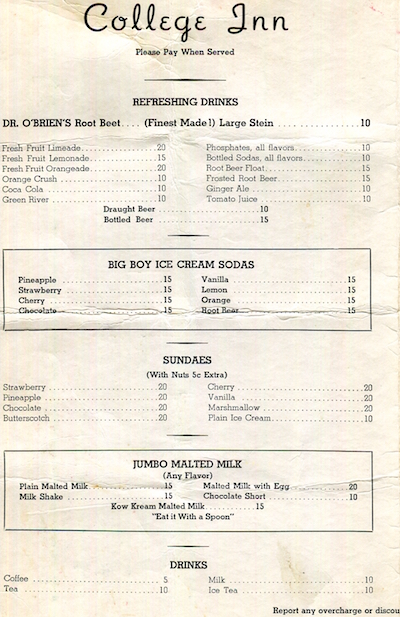 College Inn
Please Pay When Served
REFRESHING DRINKS
DR. O'BRIEN'S Root Beet.... (Finest Made!) Large Stein .......... 10
Fresh Fruit Limeade 20
Fresh Fruit Lemonade 15
Fresh Fruit Orangeade 20
Orange Crush 10
Coca Cola 10
Green River 10
Phosphates, all flavors 10
Bottled Sodas, all flavors 10
Root Beer Float 15
Frosted Root Beer 15
Ginger Ale 10
Tomato Juice 10
Draught Beer 10
Bottled Beer 15
BIG BOY ICE CREAM SODAS
Pineapple 15
Strawberry 15
Cherry 15
Chocolate 15
Vanilla 15
Lemon 15
Orange 15
Root Beer 15
SUNDAES
(With Nuts 5c Extra)
Strawberry 20
Pineapple 20
Chocolate 20
Butterscotch 20
Cherry 20
Vanilla 20
Marshmallow 20
Plain Ice Cream 10
JUMBO MALTED MILK
(Any Flavor)
Plain Malted Milk 15
Milk Shake 15
Malted Milk with Egg 20
Chocolate Short 10
Kow Kream Malted Milk 15
"Eat it With a Spoon"
DRINKS
Coffee 5
Tea 10
Milk 10
Ice Tea 10
Report any overcharge or discou